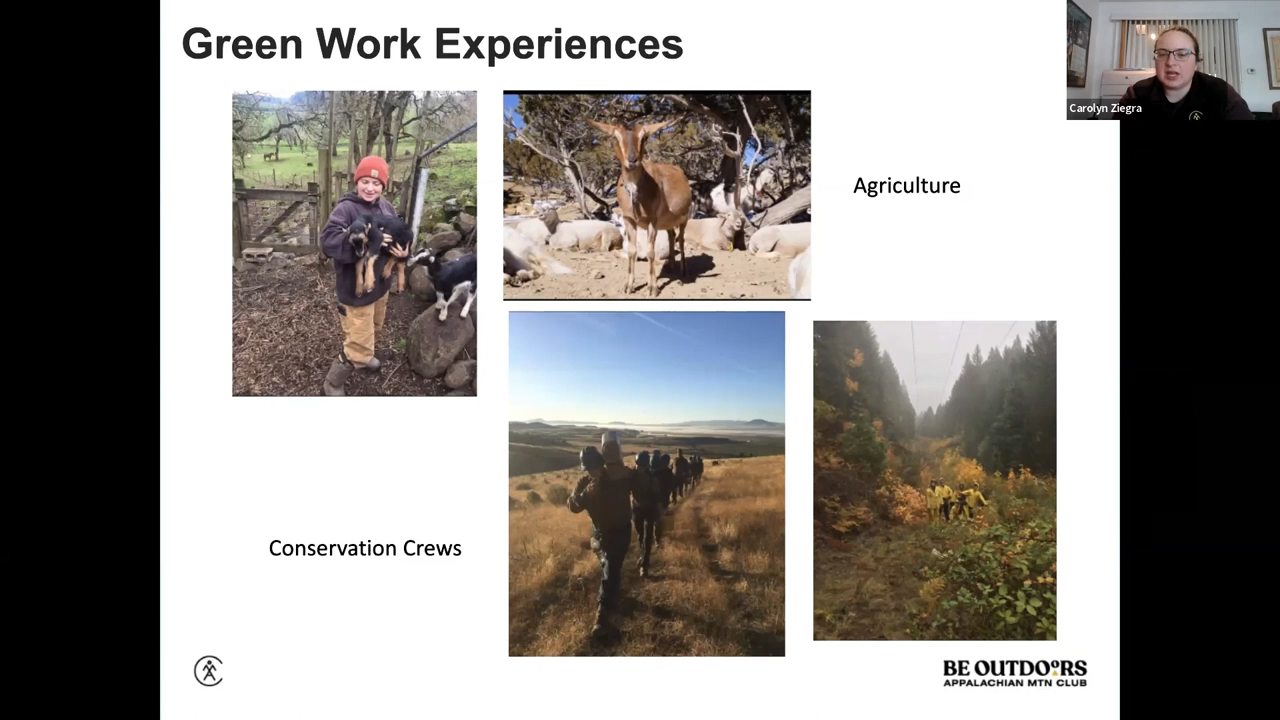 Green Work Experiences
Carolyn Ziegra
Agriculture
Conservation Crews
BE OUTDOORS
APPALACHIAN MTN CLUB